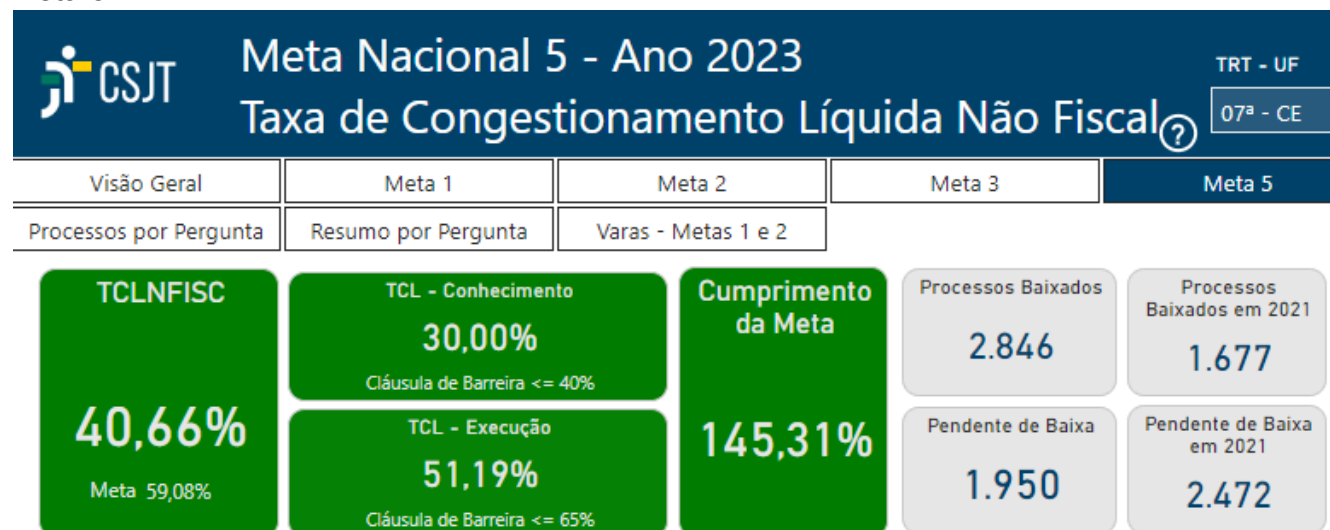 CSJT
Meta Nacional 5 - Ano 2023
Taxa de Congestionamento Líquida Não Fiscal
?
TRT - UF
07ª - CE
Visão Geral
Meta 1
Meta 2
Meta 3
Meta 5
Processos por Pergunta
Resumo por Pergunta
Varas - Metas 1 e 2
TCLNFISC
40,66%
Meta 59,08%
TCL - Conhecimento
30,00%
Cláusula de Barreira <= 40%
TCL - Execução
51,19%
Cláusula de Barreira <= 65%
Cumprimento
da Meta
145,31%
Processos Baixados
2.846
Processos
Baixados em 2021
1.677
Pendente de Baixa
1.950
Pendente de Baixa
em 2021
2.472